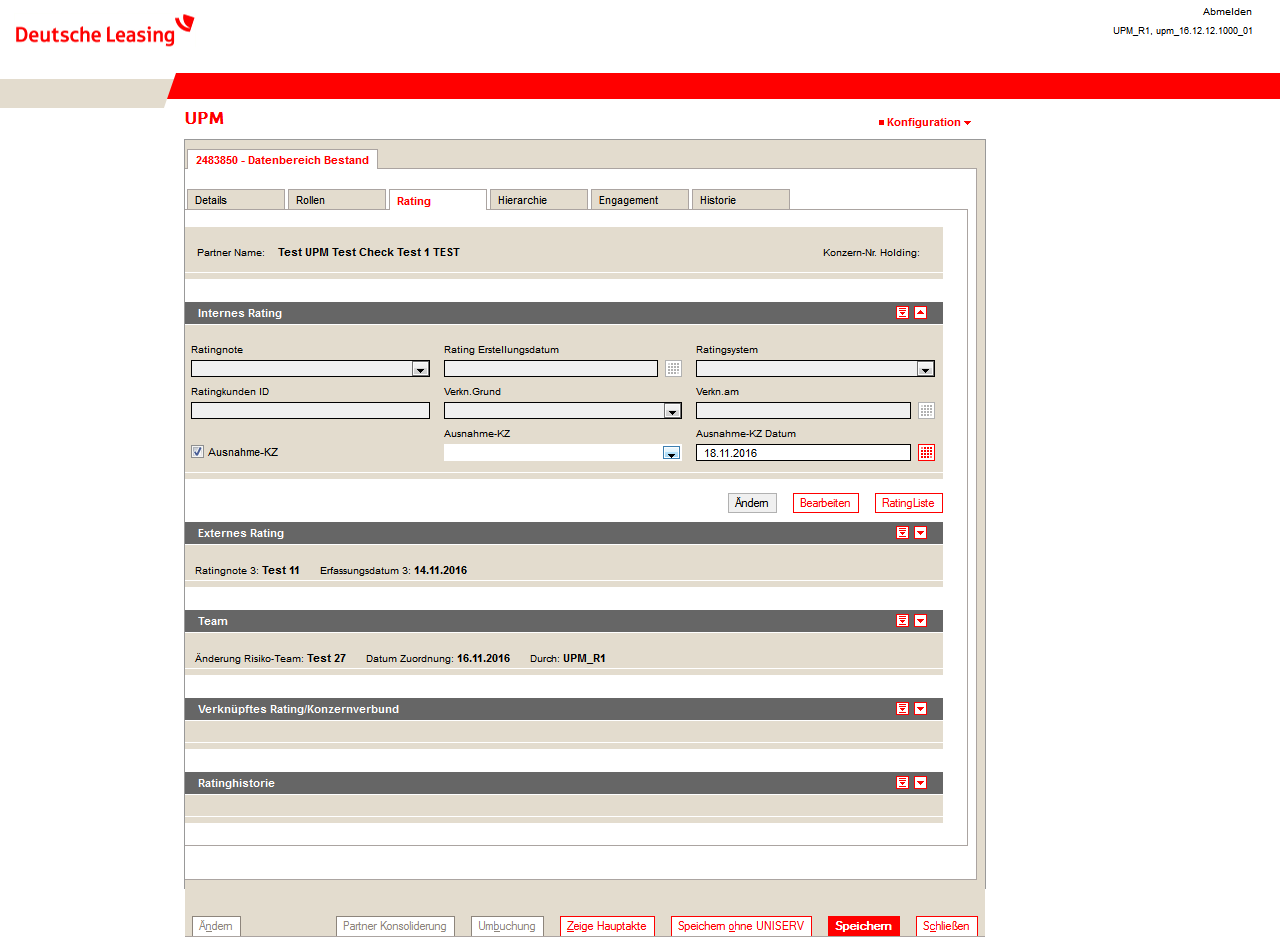 Deutsche Leasing
Abmelden
UPM_R1, upm_16.12.12.1000_01
UPM
Konfiguration
2483850 - Datenbereich Bestand
Details Rollen Rating Hierarchie Engagement Historie
Partner Name: Test UPM Test Check Test 1 TEST Konzern-Nr. Holding:
Internes Rating
Ratingnote Rating Erstellungsdatum Ratingsystem
Ratingkunden ID Verkn.Grund Verkn.am
Ausnahme-KZ Ausnahme-KZ Datum
Ausnahme-KZ 18.11.2016
Ändern Bearbeiten RatingListe
Externes Rating
Ratingnote 3: Test 11 Erfassungsdatum 3: 14.11.2016
Team
Änderung Risiko-Team: Test 27 Datum Zuordnung: 16.11.2016 Durch: UPM_R1
Verknüpftes Rating/Konzernverbund
Ratinghistorie
Ändern Partner Konsolidierung Umbuchung Zeige Hauptakte Speichern ohne UNISERV Speichern Schließen